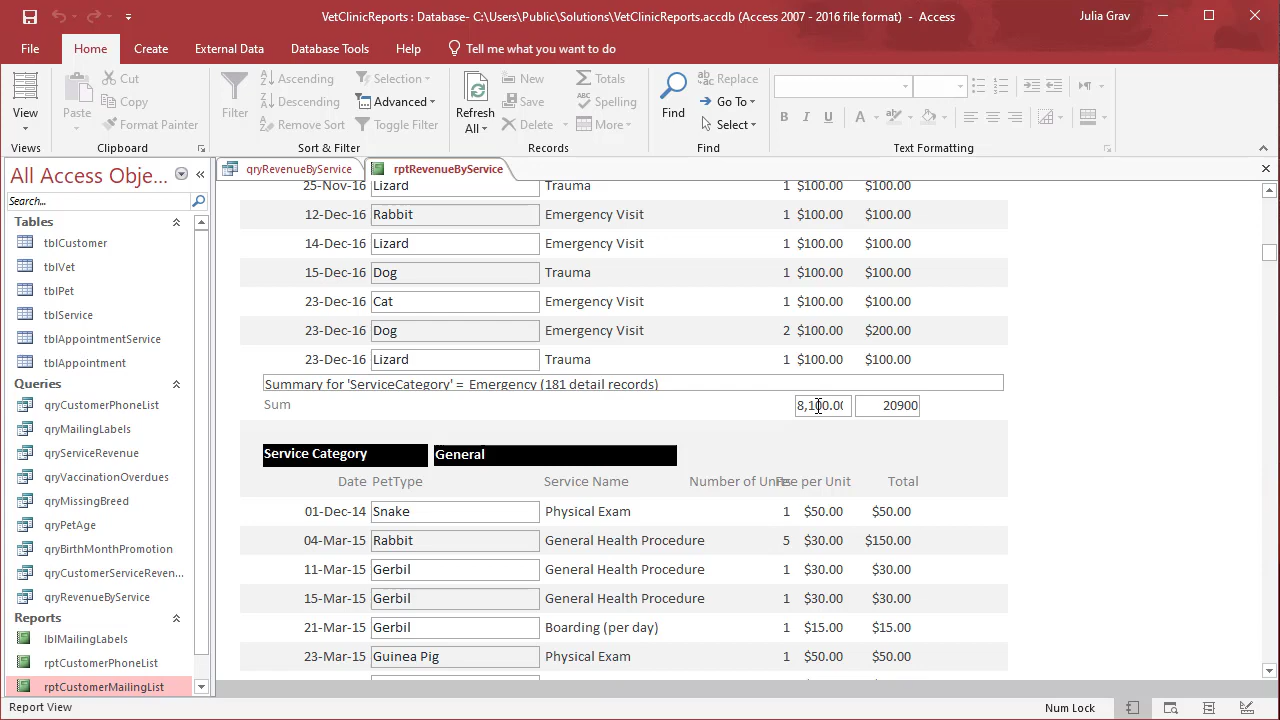 VetClinicReports : Database- C:\Users\Public\Solutions\VetClinicReports.accdb (Access 2007 - 2016 file format) - Access
Julia Grav
File Home Create External Data Database Tools Help Tell me what you want to do
View
Views
Paste
Cut
Copy
Format Painter
Clipboard
Filter
Ascending
Descending
Sort
Selection
Advanced
Toggle Filter
Sort & Filter
Refresh
All
New
Save
Delete
Totals
Spelling
More
Records
Find
Replace
Go To
Select
Find
B I U
A
Text Formatting
All Access Obje...
Search...
Tables
tblCustomer
tblVet
tblPet
tblService
tblAppointmentService
tblAppointment
Queries
qryCustomerPhoneList
qryMailingLabels
qryServiceRevenue
qryVaccinationOverdues
qryMissingBreed
qryPetAge
qryBirthMonthPromotion
qryCustomerServiceReven...
qryRevenueByService
Reports
lblMailingLabels
rptCustomerPhoneList
rptCustomerMailingList
qryRevenueByService rptRevenueByService
25-Nov-16 Lizard Trauma 1 $100.00 $100.00
12-Dec-16 Rabbit Emergency Visit 1 $100.00 $100.00
14-Dec-16 Lizard Emergency Visit 1 $100.00 $100.00
15-Dec-16 Dog Trauma 1 $100.00 $100.00
23-Dec-16 Cat Emergency Visit 1 $100.00 $100.00
23-Dec-16 Dog Emergency Visit 2 $100.00 $200.00
23-Dec-16 Lizard Trauma 1 $100.00 $100.00
Summary for 'ServiceCategory' = Emergency (181 detail records)
Sum 8,100.00 20900
Service Category General
Date PetType Service Name Number of Units Fee per Unit Total
01-Dec-14 Snake Physical Exam 1 $50.00 $50.00
04-Mar-15 Rabbit General Health Procedure 5 $30.00 $150.00
11-Mar-15 Gerbil General Health Procedure 1 $30.00 $30.00
15-Mar-15 Gerbil General Health Procedure 1 $30.00 $30.00
21-Mar-15 Gerbil Boarding (per day) 1 $15.00 $15.00
23-Mar-15 Guinea Pig Physical Exam 1 $50.00 $50.00
Report View
Num Lock